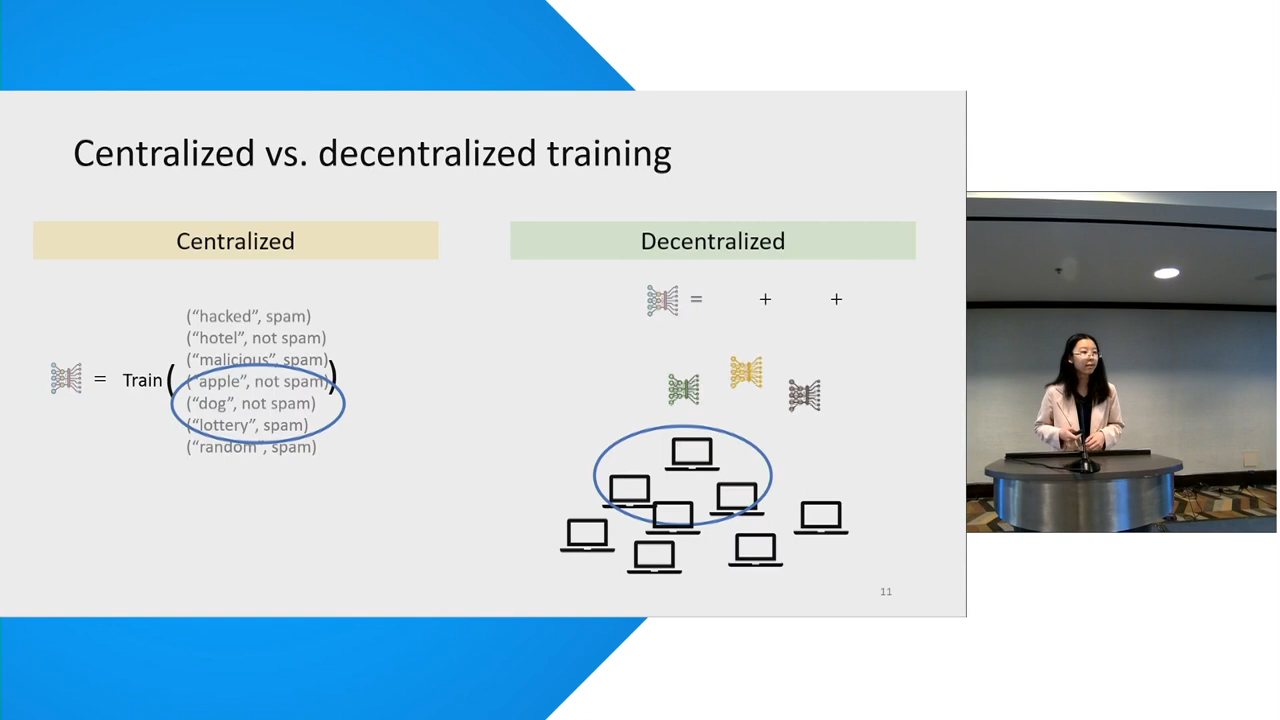 Centralized vs. decentralized training
Centralized
= Train(
("hacked", spam)
("hotel", not spam)
("malicious", spam)
("apple", not spam)
("dog", not spam)
("lottery", spam)
("random", spam)
)
Decentralized
= + +
11